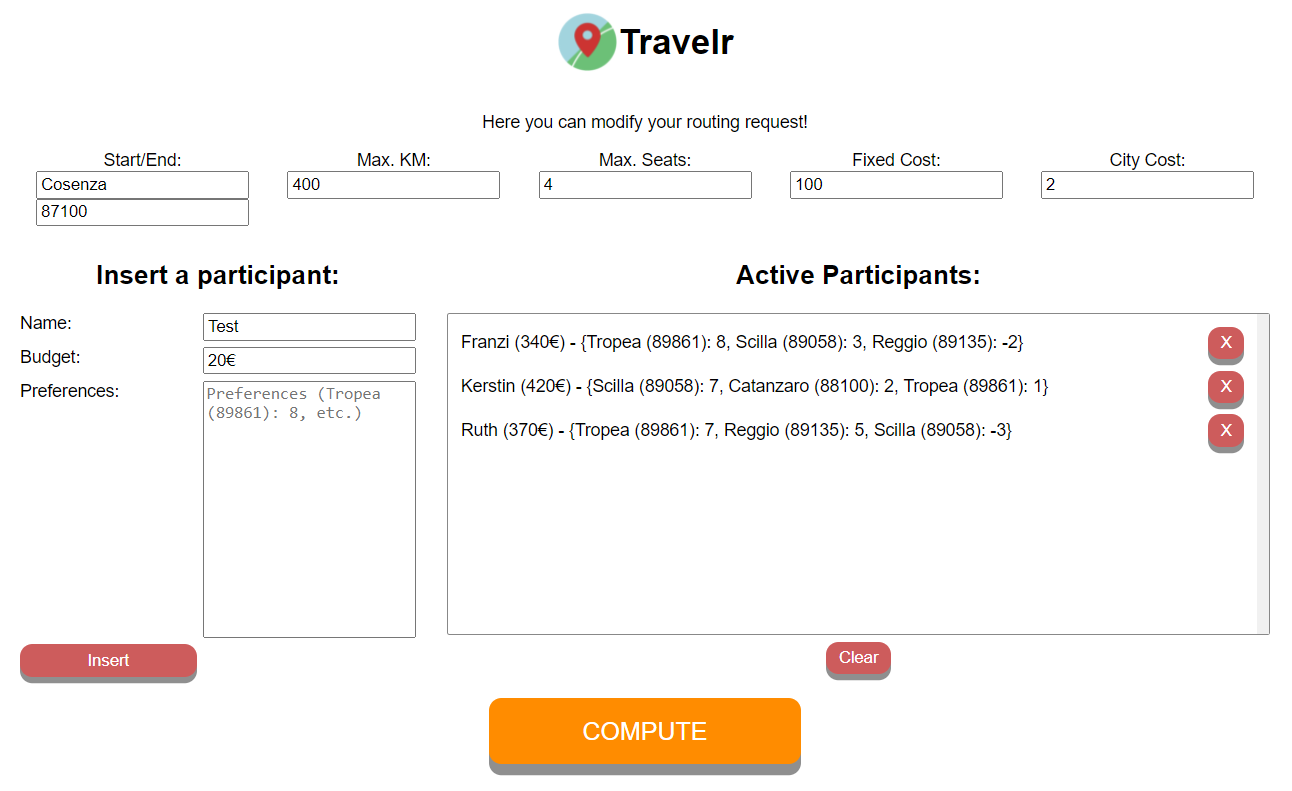 Travelr
Here you can modify your routing request!
Start/End: Max. KM: Max. Seats: Fixed Cost: City Cost:
Cosenza 400 4 100 2
87100
Insert a participant: Active Participants:
Name: Test
Budget: 20€
Preferences: Preferences (Tropea
(89861): 8, etc.)
Franzi (340€) - {Tropea (89861): 8, Scilla (89058): 3, Reggio (89135): -2} X
Kerstin (420€) - {Scilla (89058): 7, Catanzaro (88100): 2, Tropea (89861): 1} X
Ruth (370€) - {Tropea (89861): 7, Reggio (89135): 5, Scilla (89058): -3} X
Insert Clear
COMPUTE